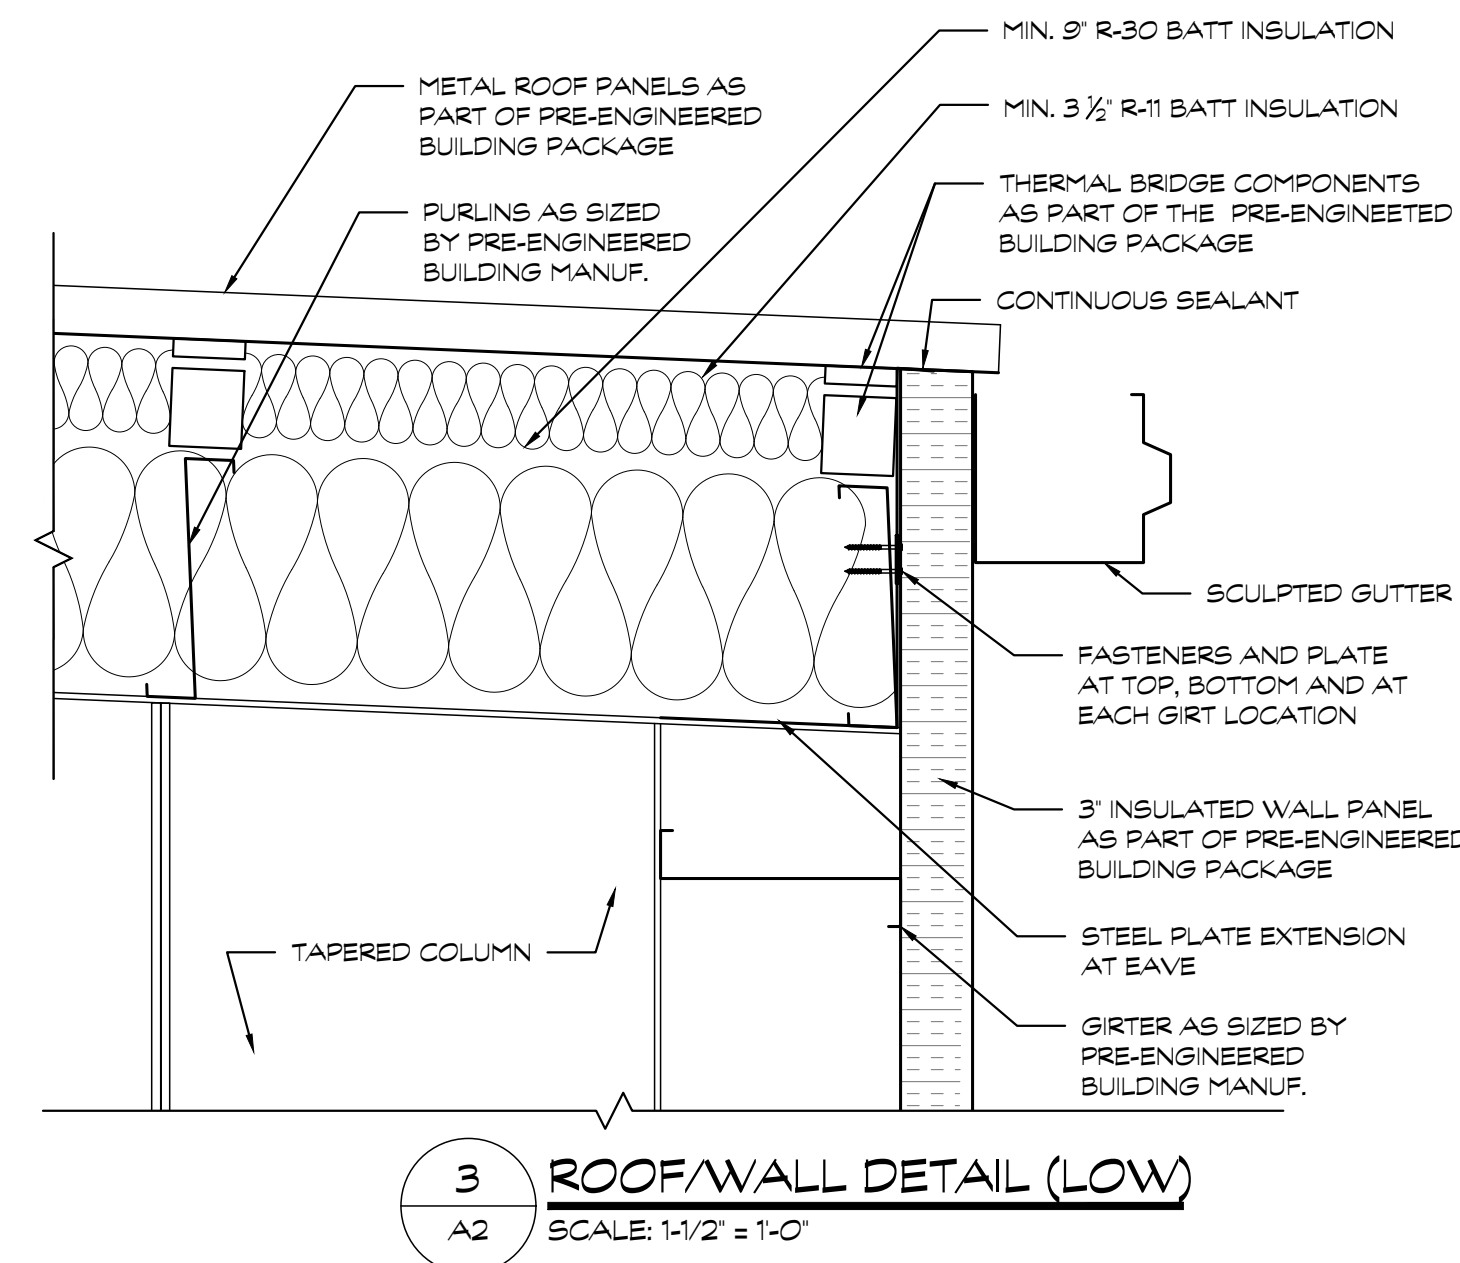 MIN. 9" R-30 BATT INSULATION
METAL ROOF PANELS AS
PART OF PRE-ENGINEERED
BUILDING PACKAGE
MIN. 3 ½" R-11 BATT INSULATION
THERMAL BRIDGE COMPONENTS
AS PART OF THE PRE-ENGINEETED
BUILDING PACKAGE
PURLINS AS SIZED
BY PRE-ENGINEERED
BUILDING MANUF.
CONTINUOUS SEALANT
SCULPTED GUTTER
FASTENERS AND PLATE
AT TOP, BOTTOM AND AT
EACH GIRT LOCATION
3" INSULATED WALL PANEL
AS PART OF PRE-ENGINEERED
BUILDING PACKAGE
STEEL PLATE EXTENSION
AT EAVE
TAPERED COLUMN
GIRTER AS SIZED BY
PRE-ENGINEERED
BUILDING MANUF.
3
A2
ROOF/WALL DETAIL (LOW)
SCALE: 1-1/2" = 1'-0"